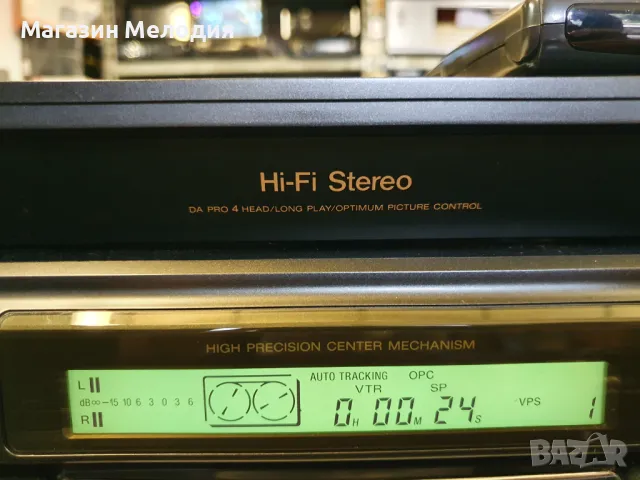 Магазин Мелодия
Hi-Fi Stereo
DA PRO 4 HEAD/LONG PLAY/OPTIMUM PICTURE CONTROL
HIGH PRECISION CENTER MECHANISM
AUTO TRACKING OPC
VTR SP
L
dB∞–15 10 6 3 0 3 6
R
0H 00M 24S
VPS 1
BAZAR